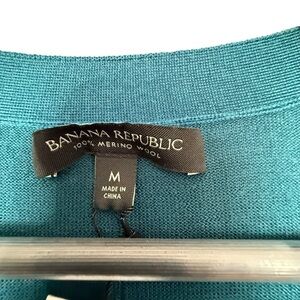 BANANA REPUBLIC
100% MERINO WOOL
M
MADE IN
CHINA